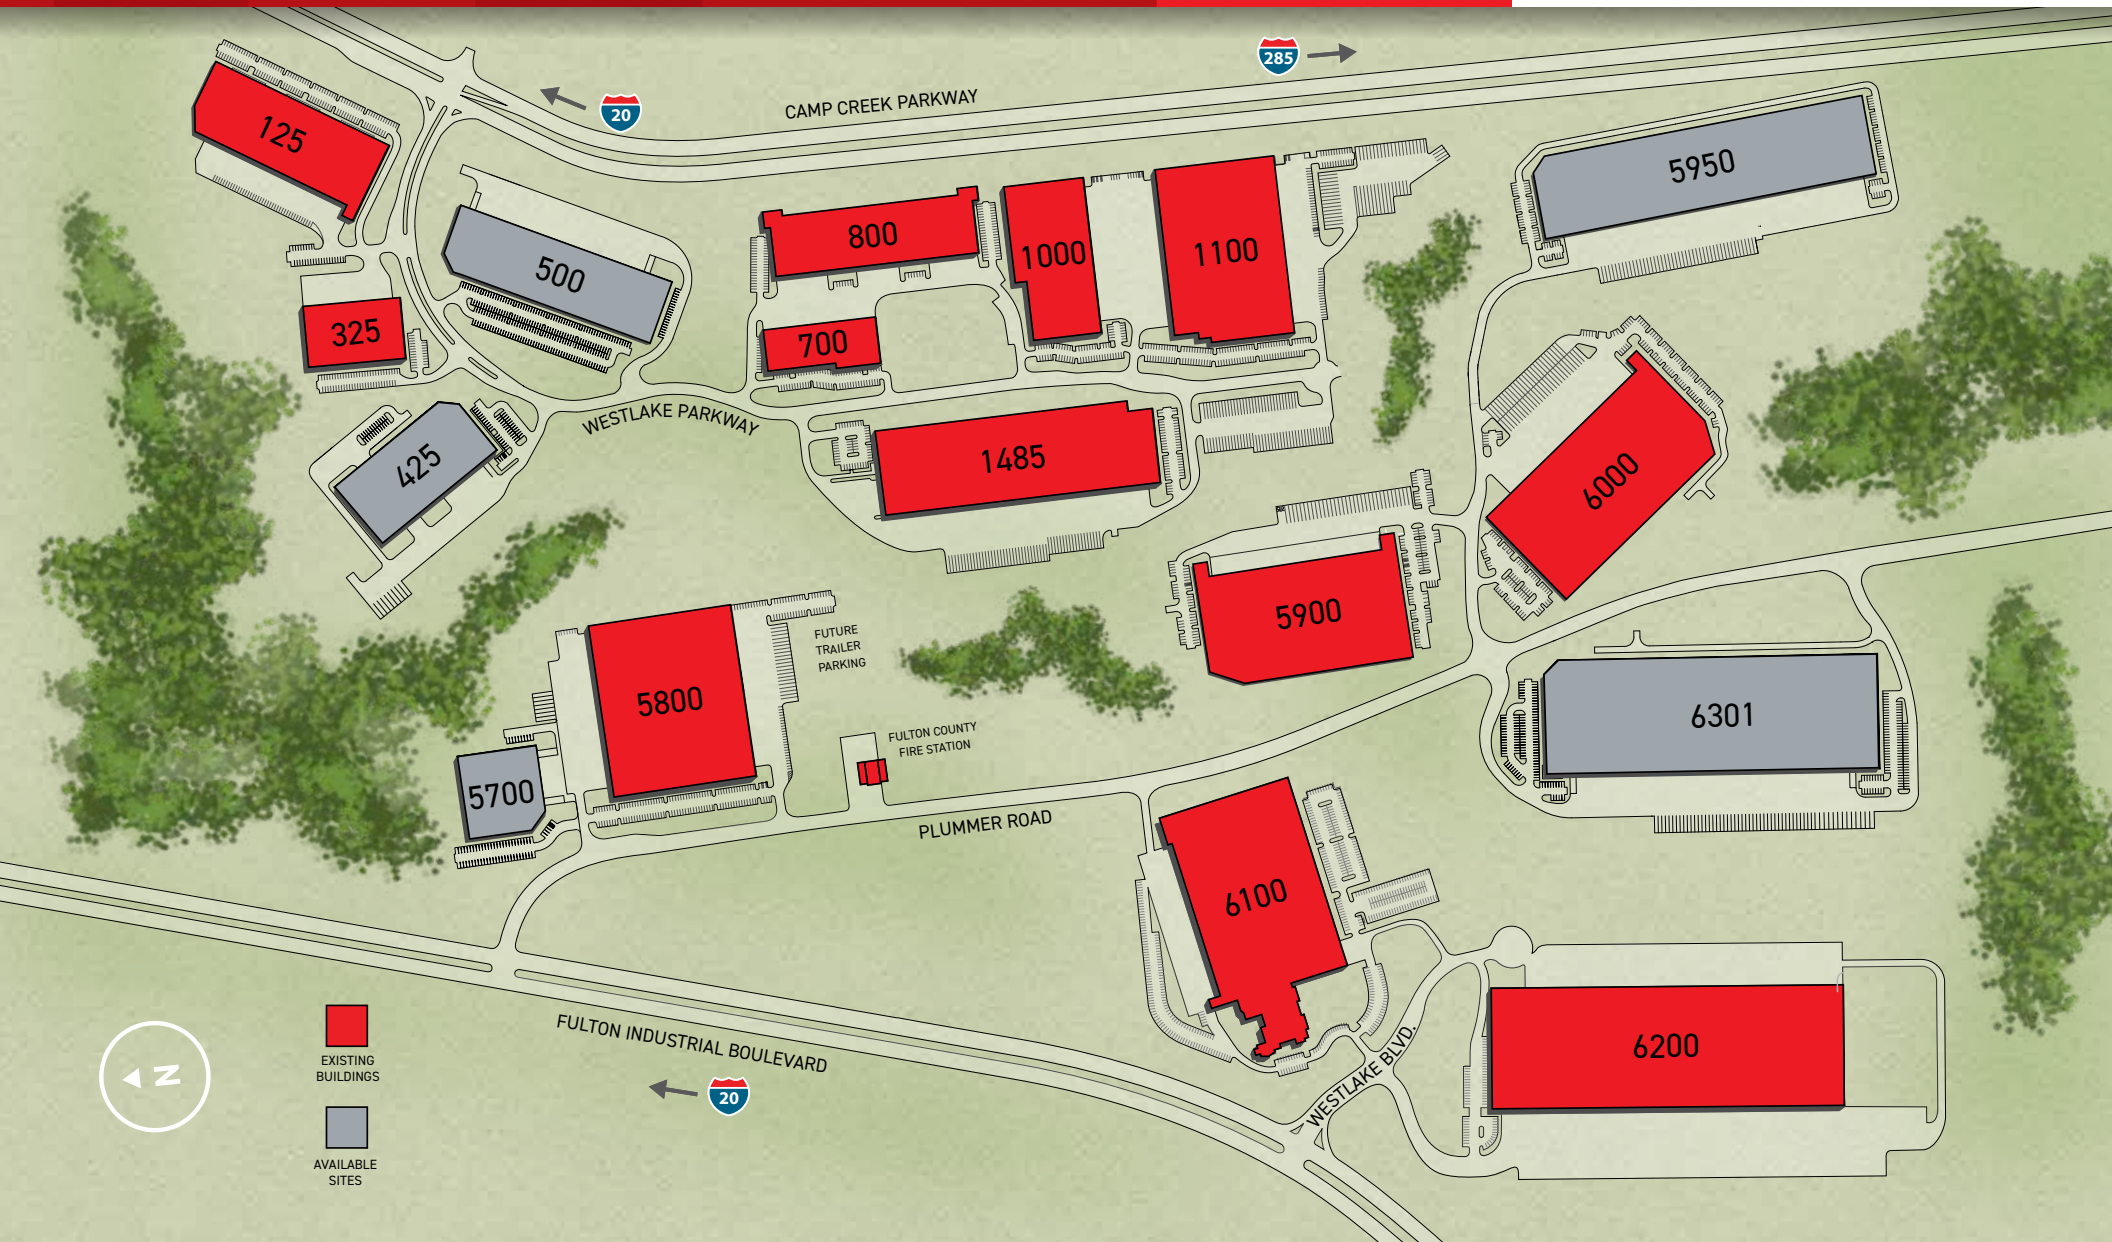 285
20
CAMP CREEK PARKWAY
125
5950
500
800
1000
1100
325
700
WESTLAKE PARKWAY
425
1485
6000
5900
FUTURE
TRAILER
PARKING
5800
6301
FULTON COUNTY
FIRE STATION
5700
PLUMMER ROAD
6100
FULTON INDUSTRIAL BOULEVARD
WESTLAKE BLVD.
6200
20
N
EXISTING
BUILDINGS
AVAILABLE
SITES